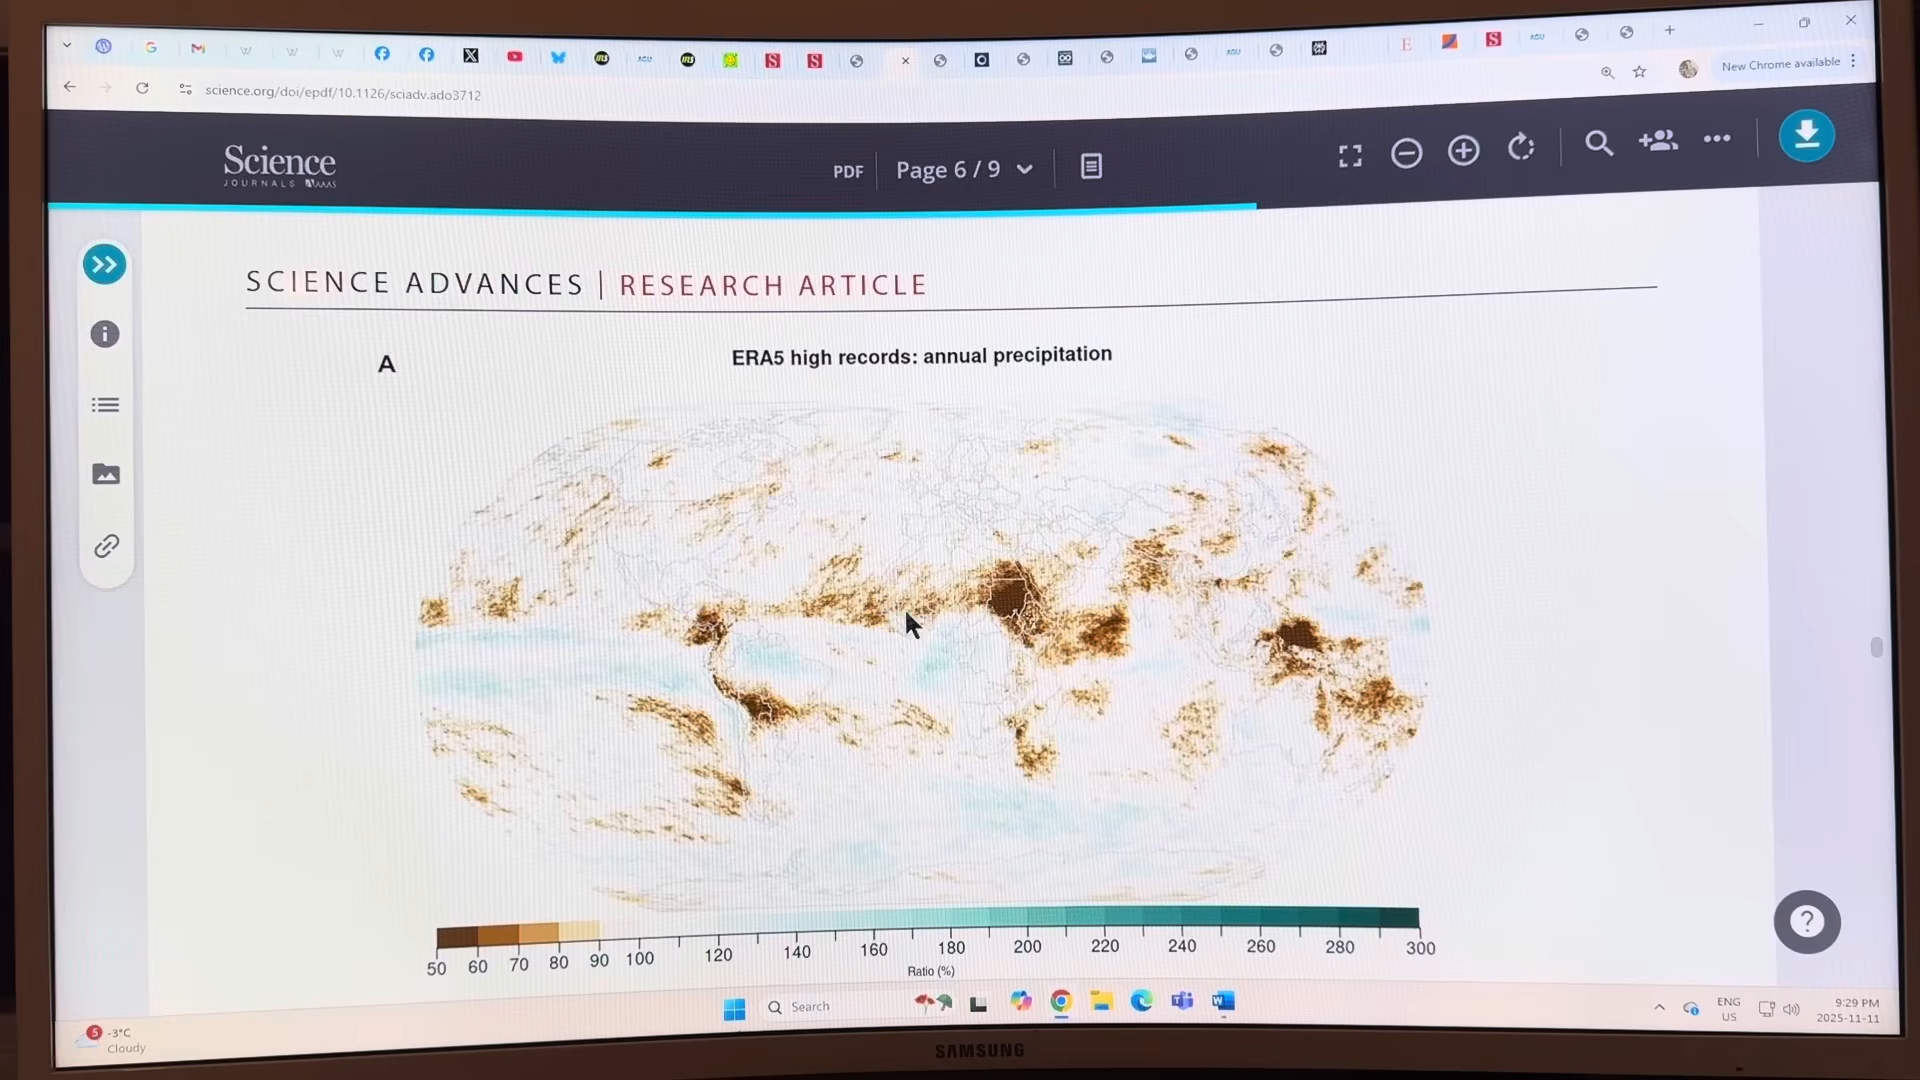 science.org/doi/epdf/10.1126/sciadv.ado3712
New Chrome available
Science
JOURNALS AAAS
PDF
Page 6 / 9
SCIENCE ADVANCES | RESEARCH ARTICLE
A
ERA5 high records: annual precipitation
50 60 70 80 90 100 120 140 160 180 200 220 240 260 280 300
Ratio (%)
5
-3°C
Cloudy
Search
ENG
US
9:29 PM
2025-11-11
SAMSUNG